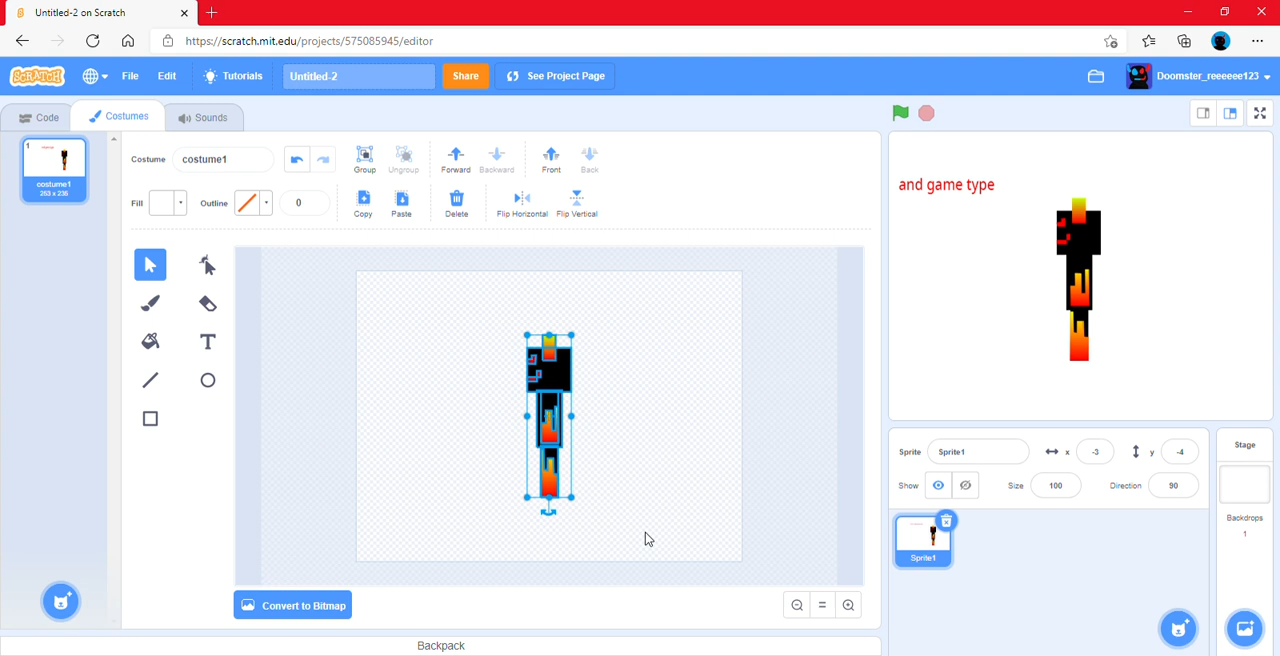 Untitled-2 on Scratch
https://scratch.mit.edu/projects/575085945/editor
SCRATCH File Edit Tutorials Untitled-2 Share See Project Page Doomster_reeeeee123
Code Costumes Sounds
1
costume1
253 x 236
Costume costume1 Group Ungroup Forward Backward Front Back
Fill Outline 0 Copy Paste Delete Flip Horizontal Flip Vertical
T
Convert to Bitmap
Backpack
and game type
Sprite Sprite1 x -3 y -4
Show Size 100 Direction 90
Sprite1
Stage
Backdrops
1